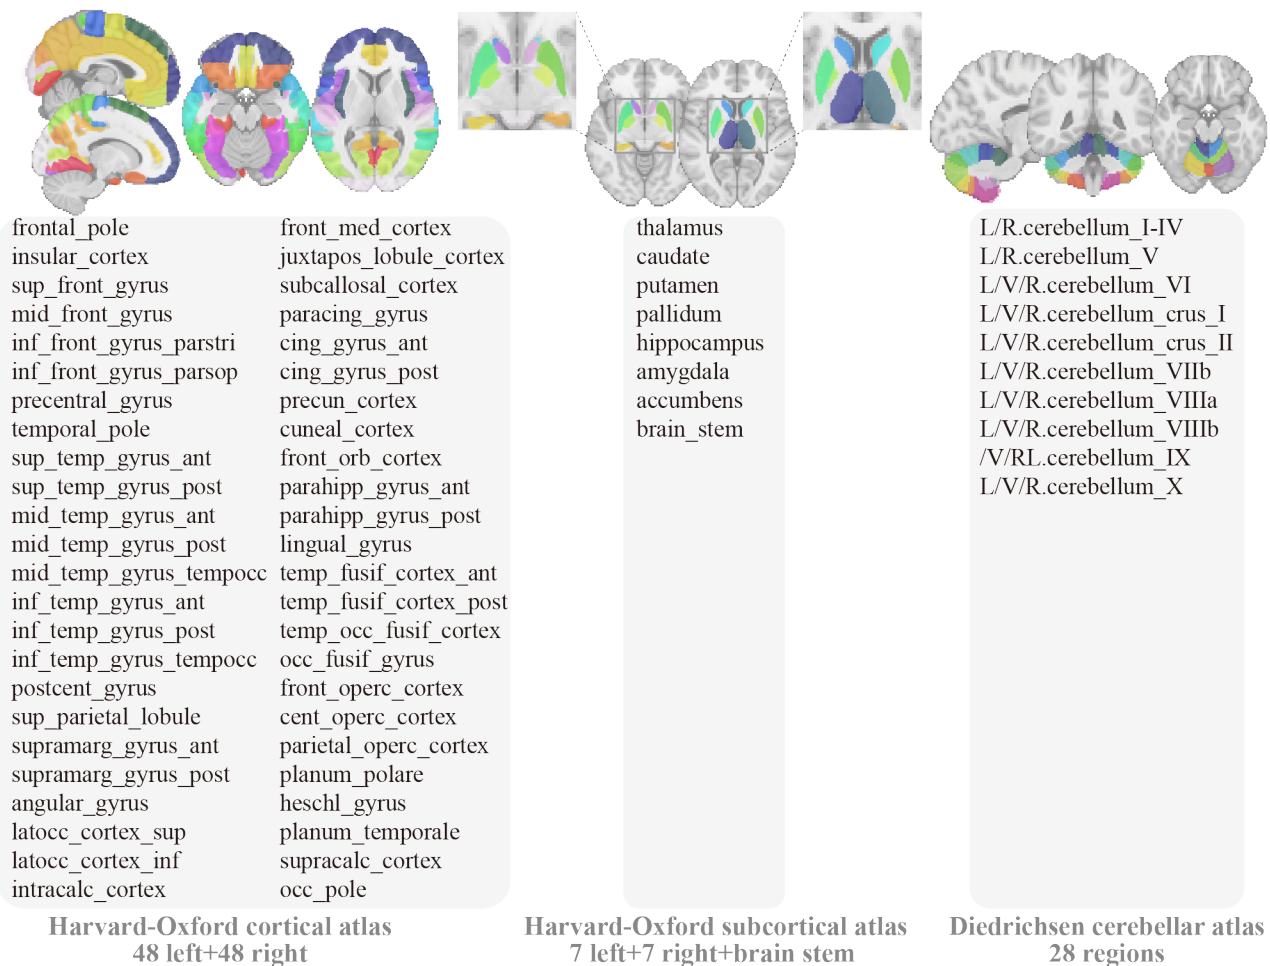 frontal_pole
insular_cortex
sup_front_gyrus
mid_front_gyrus
inf_front_gyrus_parstri
inf_front_gyrus_parsop
precentral_gyrus
temporal_pole
sup_temp_gyrus_ant
sup_temp_gyrus_post
mid_temp_gyrus_ant
mid_temp_gyrus_post
mid_temp_gyrus_tempocc
inf_temp_gyrus_ant
inf_temp_gyrus_post
inf_temp_gyrus_tempocc
postcent_gyrus
sup_parietal_lobule
supramarg_gyrus_ant
supramarg_gyrus_post
angular_gyrus
latocc_cortex_sup
latocc_cortex_inf
intracalc_cortex
front_med_cortex
juxtapos_lobule_cortex
subcallosal_cortex
paracing_gyrus
cing_gyrus_ant
cing_gyrus_post
precun_cortex
cuneal_cortex
front_orb_cortex
parahipp_gyrus_ant
parahipp_gyrus_post
lingual_gyrus
temp_fusif_cortex_ant
temp_fusif_cortex_post
temp_occ_fusif_cortex
occ_fusif_gyrus
front_operc_cortex
cent_operc_cortex
parietal_operc_cortex
planum_polare
heschl_gyrus
planum_temporale
supracalc_cortex
occ_pole
Harvard-Oxford cortical atlas
48 left+48 right
thalamus
caudate
putamen
pallidum
hippocampus
amygdala
accumbens
brain_stem
Harvard-Oxford subcortical atlas
7 left+7 right+brain stem
L/R.cerebellum_I-IV
L/R.cerebellum_V
L/V/R.cerebellum_VI
L/V/R.cerebellum_crus_I
L/V/R.cerebellum_crus_II
L/V/R.cerebellum_VIIb
L/V/R.cerebellum_VIIIa
L/V/R.cerebellum_VIIIb
/V/RL.cerebellum_IX
L/V/R.cerebellum_X
Diedrichsen cerebellar atlas
28 regions